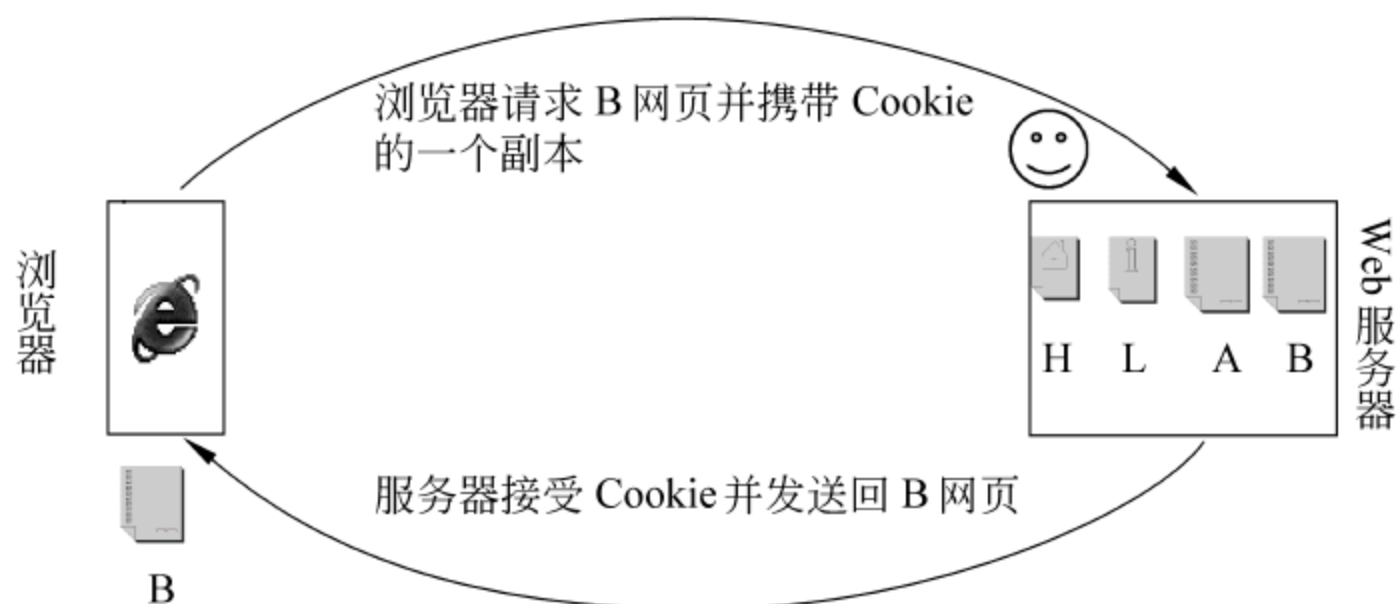 浏览器请求 B 网页并携带 Cookie
的一个副本
浏览器
H L A B
Web 服务器
服务器接受 Cookie 并发送回 B 网页
B